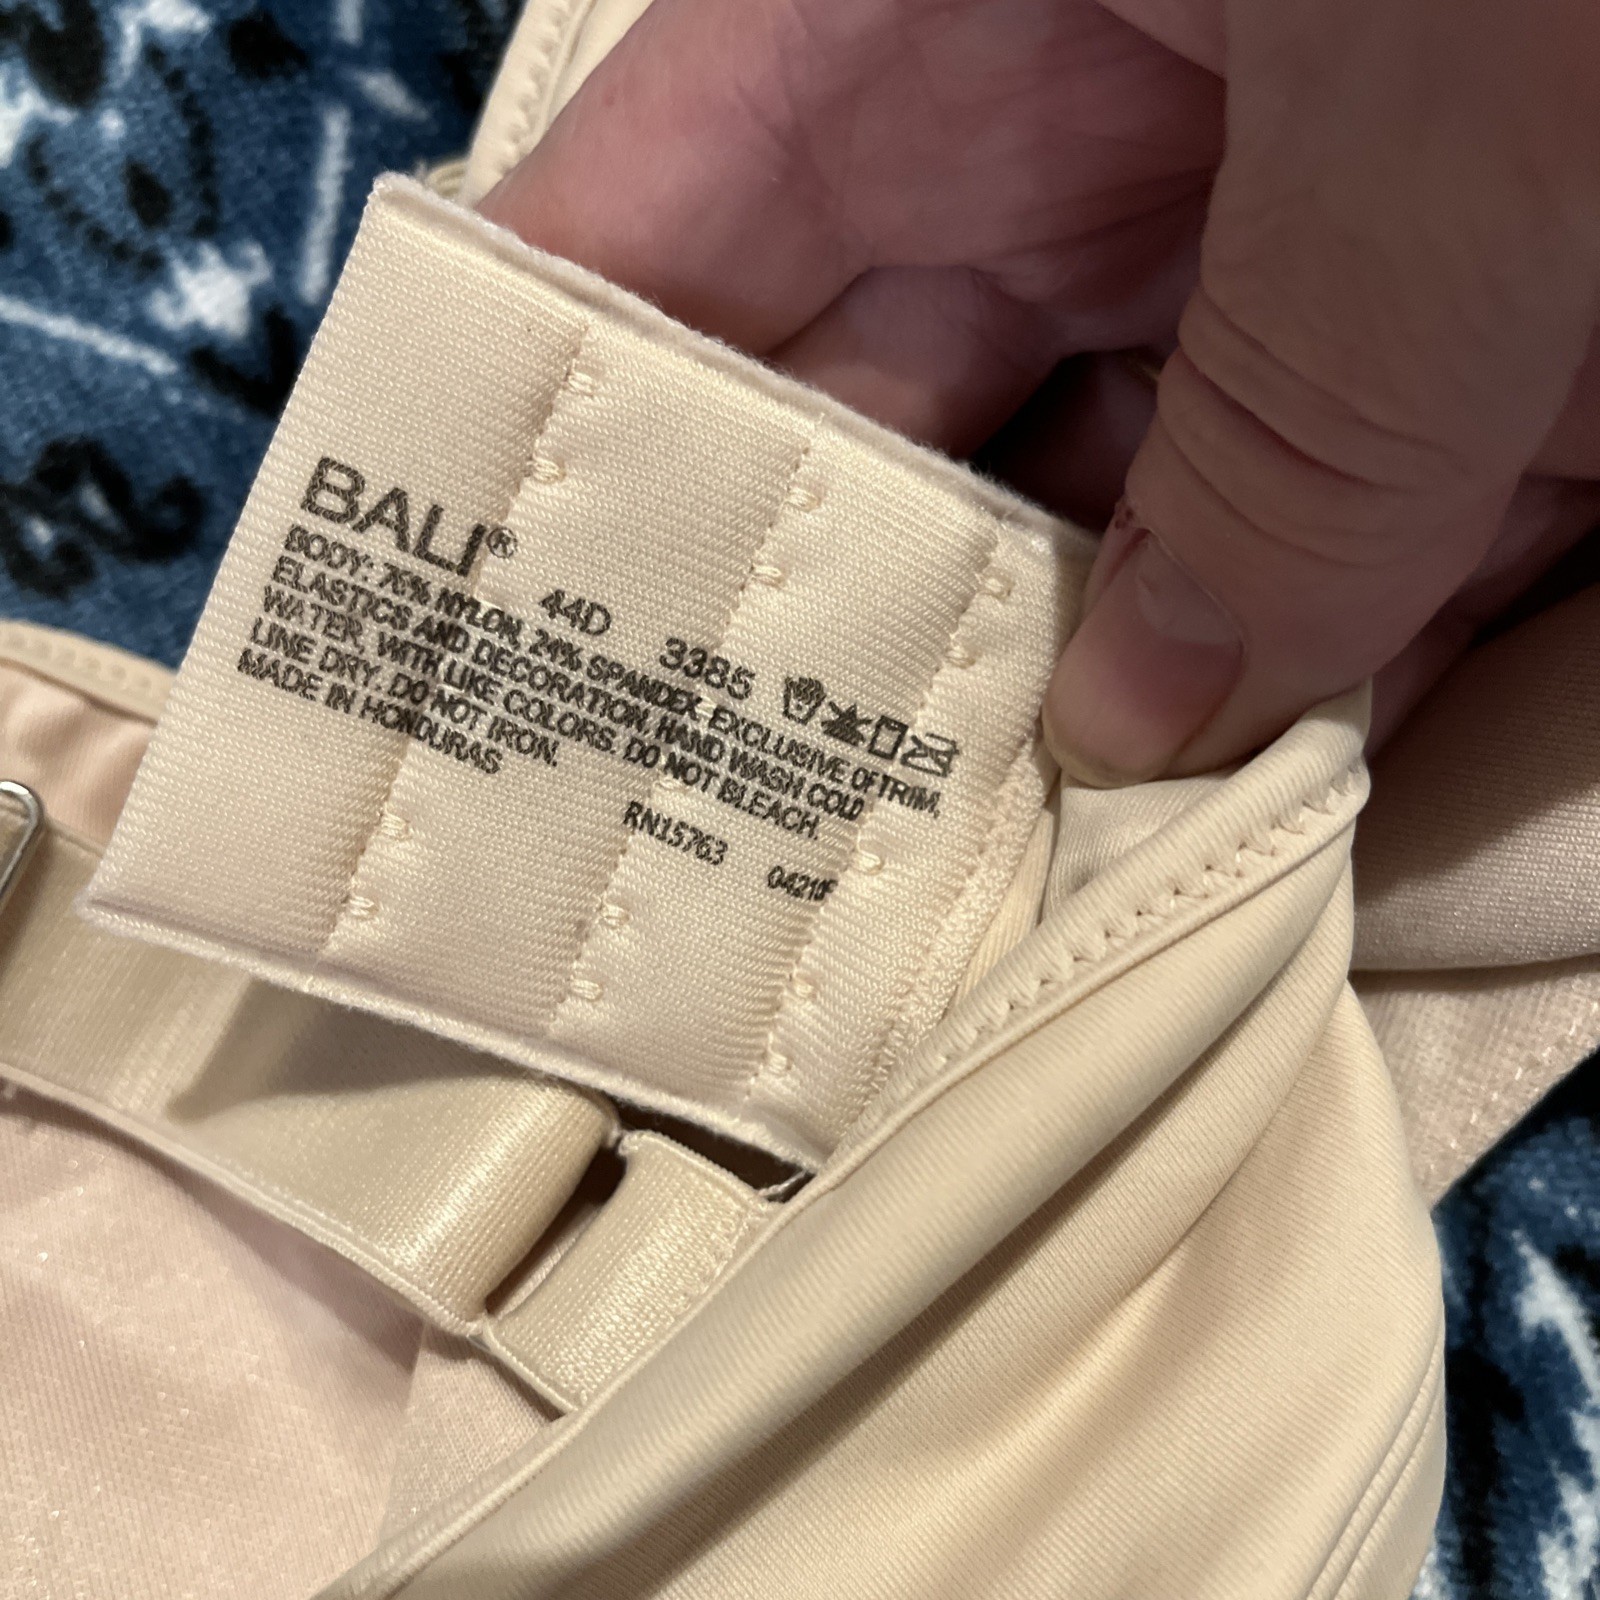 BALI®
44D 3385
BODY: 76% NYLON, 24% SPANDEX, EXCLUSIVE OF TRIM,
ELASTICS AND DECORATION, HAND WASH COLD
WATER, WITH LIKE COLORS. DO NOT BLEACH.
LINE DRY. DO NOT IRON.
MADE IN HONDURAS
RN15763